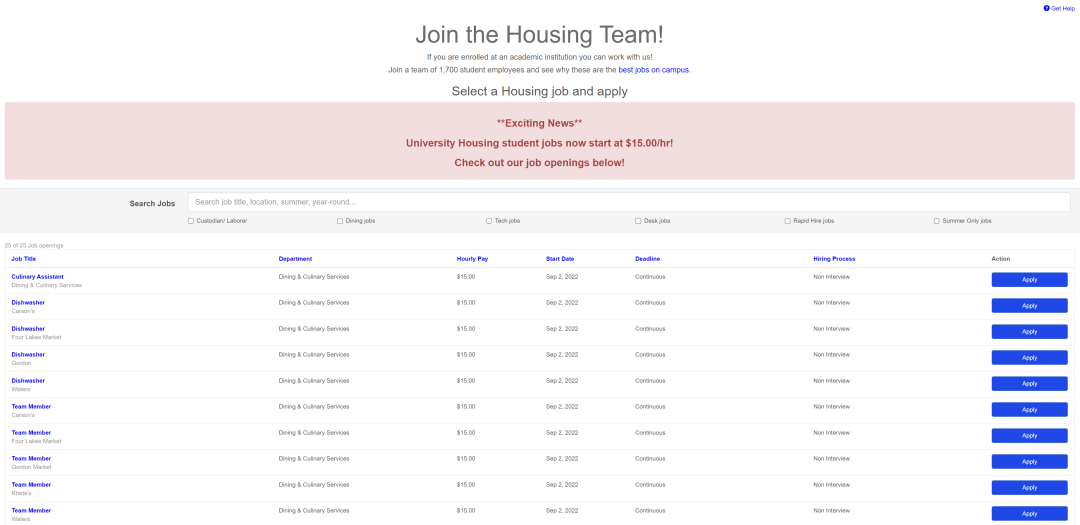 Get Help
Join the Housing Team!
If you are enrolled at an academic institution you can work with us!
Join a team of 1,700 student employees and see why these are the best jobs on campus.
Select a Housing job and apply
**Exciting News**
University Housing student jobs now start at $15.00/hr!
Check out our job openings below!
Search Jobs
Search job title, location, summer, year-round...
Custodian/ Laborer Dining jobs Tech jobs Desk jobs Rapid Hire jobs Summer Only jobs
25 of 25 Job openings
Job Title Department Hourly Pay Start Date Deadline Hiring Process Action
Culinary Assistant Dining & Culinary Services $15.00 Sep 2, 2022 Continuous Non Interview Apply
Dining & Culinary Services
Dishwasher Dining & Culinary Services $15.00 Sep 2, 2022 Continuous Non Interview Apply
Carson's
Dishwasher Dining & Culinary Services $15.00 Sep 2, 2022 Continuous Non Interview Apply
Four Lakes Market
Dishwasher Dining & Culinary Services $15.00 Sep 2, 2022 Continuous Non Interview Apply
Gordon
Dishwasher Dining & Culinary Services $15.00 Sep 2, 2022 Continuous Non Interview Apply
Waters
Team Member Dining & Culinary Services $15.00 Sep 2, 2022 Continuous Non Interview Apply
Carson's
Team Member Dining & Culinary Services $15.00 Sep 2, 2022 Continuous Non Interview Apply
Four Lakes Market
Team Member Dining & Culinary Services $15.00 Sep 2, 2022 Continuous Non Interview Apply
Gordon Market
Team Member Dining & Culinary Services $15.00 Sep 2, 2022 Continuous Non Interview Apply
Rheta's
Team Member Dining & Culinary Services $15.00 Sep 2, 2022 Continuous Non Interview Apply
Waters